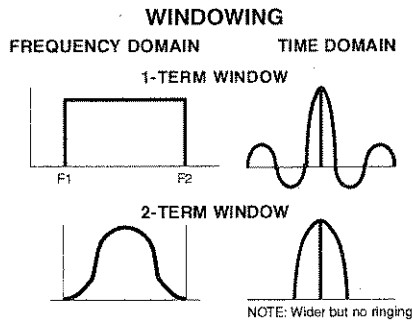 WINDOWING
FREQUENCY DOMAIN TIME DOMAIN
1-TERM WINDOW
F1 F2
2-TERM WINDOW
NOTE: Wider but no ringing